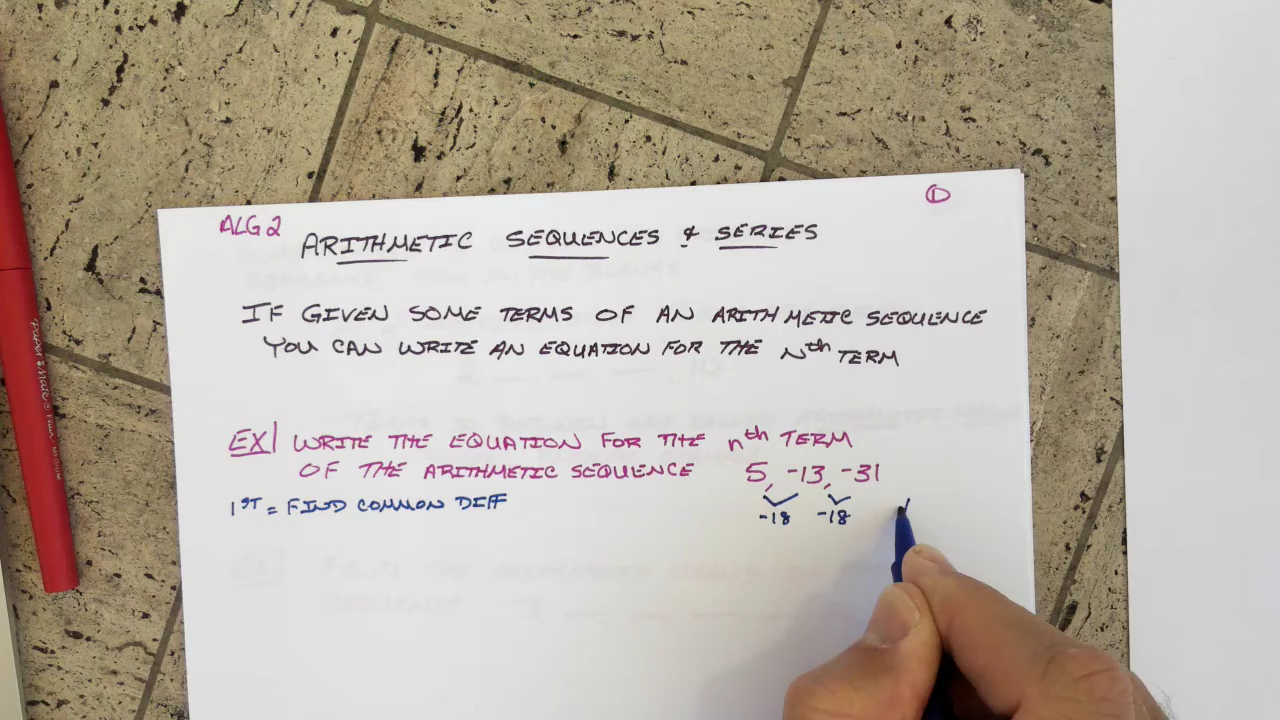 ALG 2
ARITHMETIC SEQUENCES & SERIES
1
IF GIVEN SOME TERMS OF AN ARITHMETIC SEQUENCE
YOU CAN WRITE AN EQUATION FOR THE Nth TERM
EX| WRITE THE EQUATION FOR THE nth TERM
OF THE ARITHMETIC SEQUENCE 5, -13, -31
1ST = FIND COMMON DIFF
-18 -18
paper mate